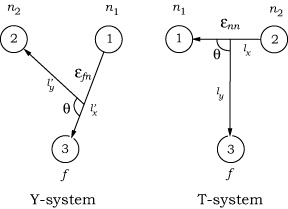 n₂ n₁ n₁ n₂
2 1 1 2
εₙₙ
εfn
l'y l'x θ
θ lx
ly
3 3
f f
Y-system T-system